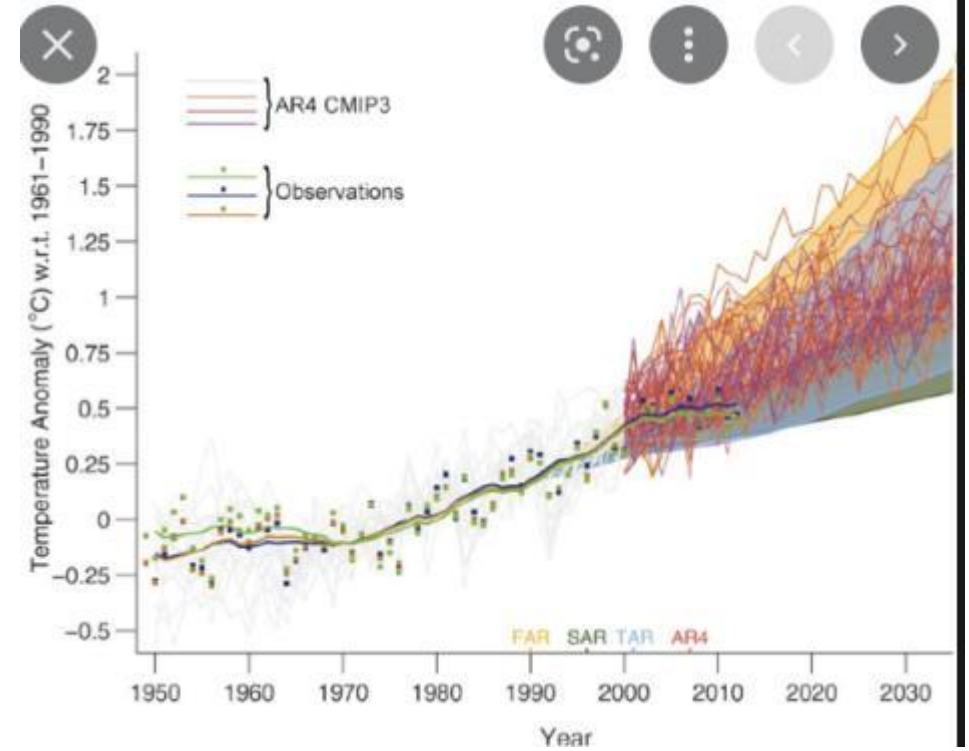 2
1.75
1.5
1.25
1
0.75
0.5
0.25
0
−0.25
−0.5
Temperature Anomaly (°C) w.r.t. 1961−1990
AR4 CMIP3
Observations
FAR SAR TAR AR4
1950 1960 1970 1980 1990 2000 2010 2020 2030
Year